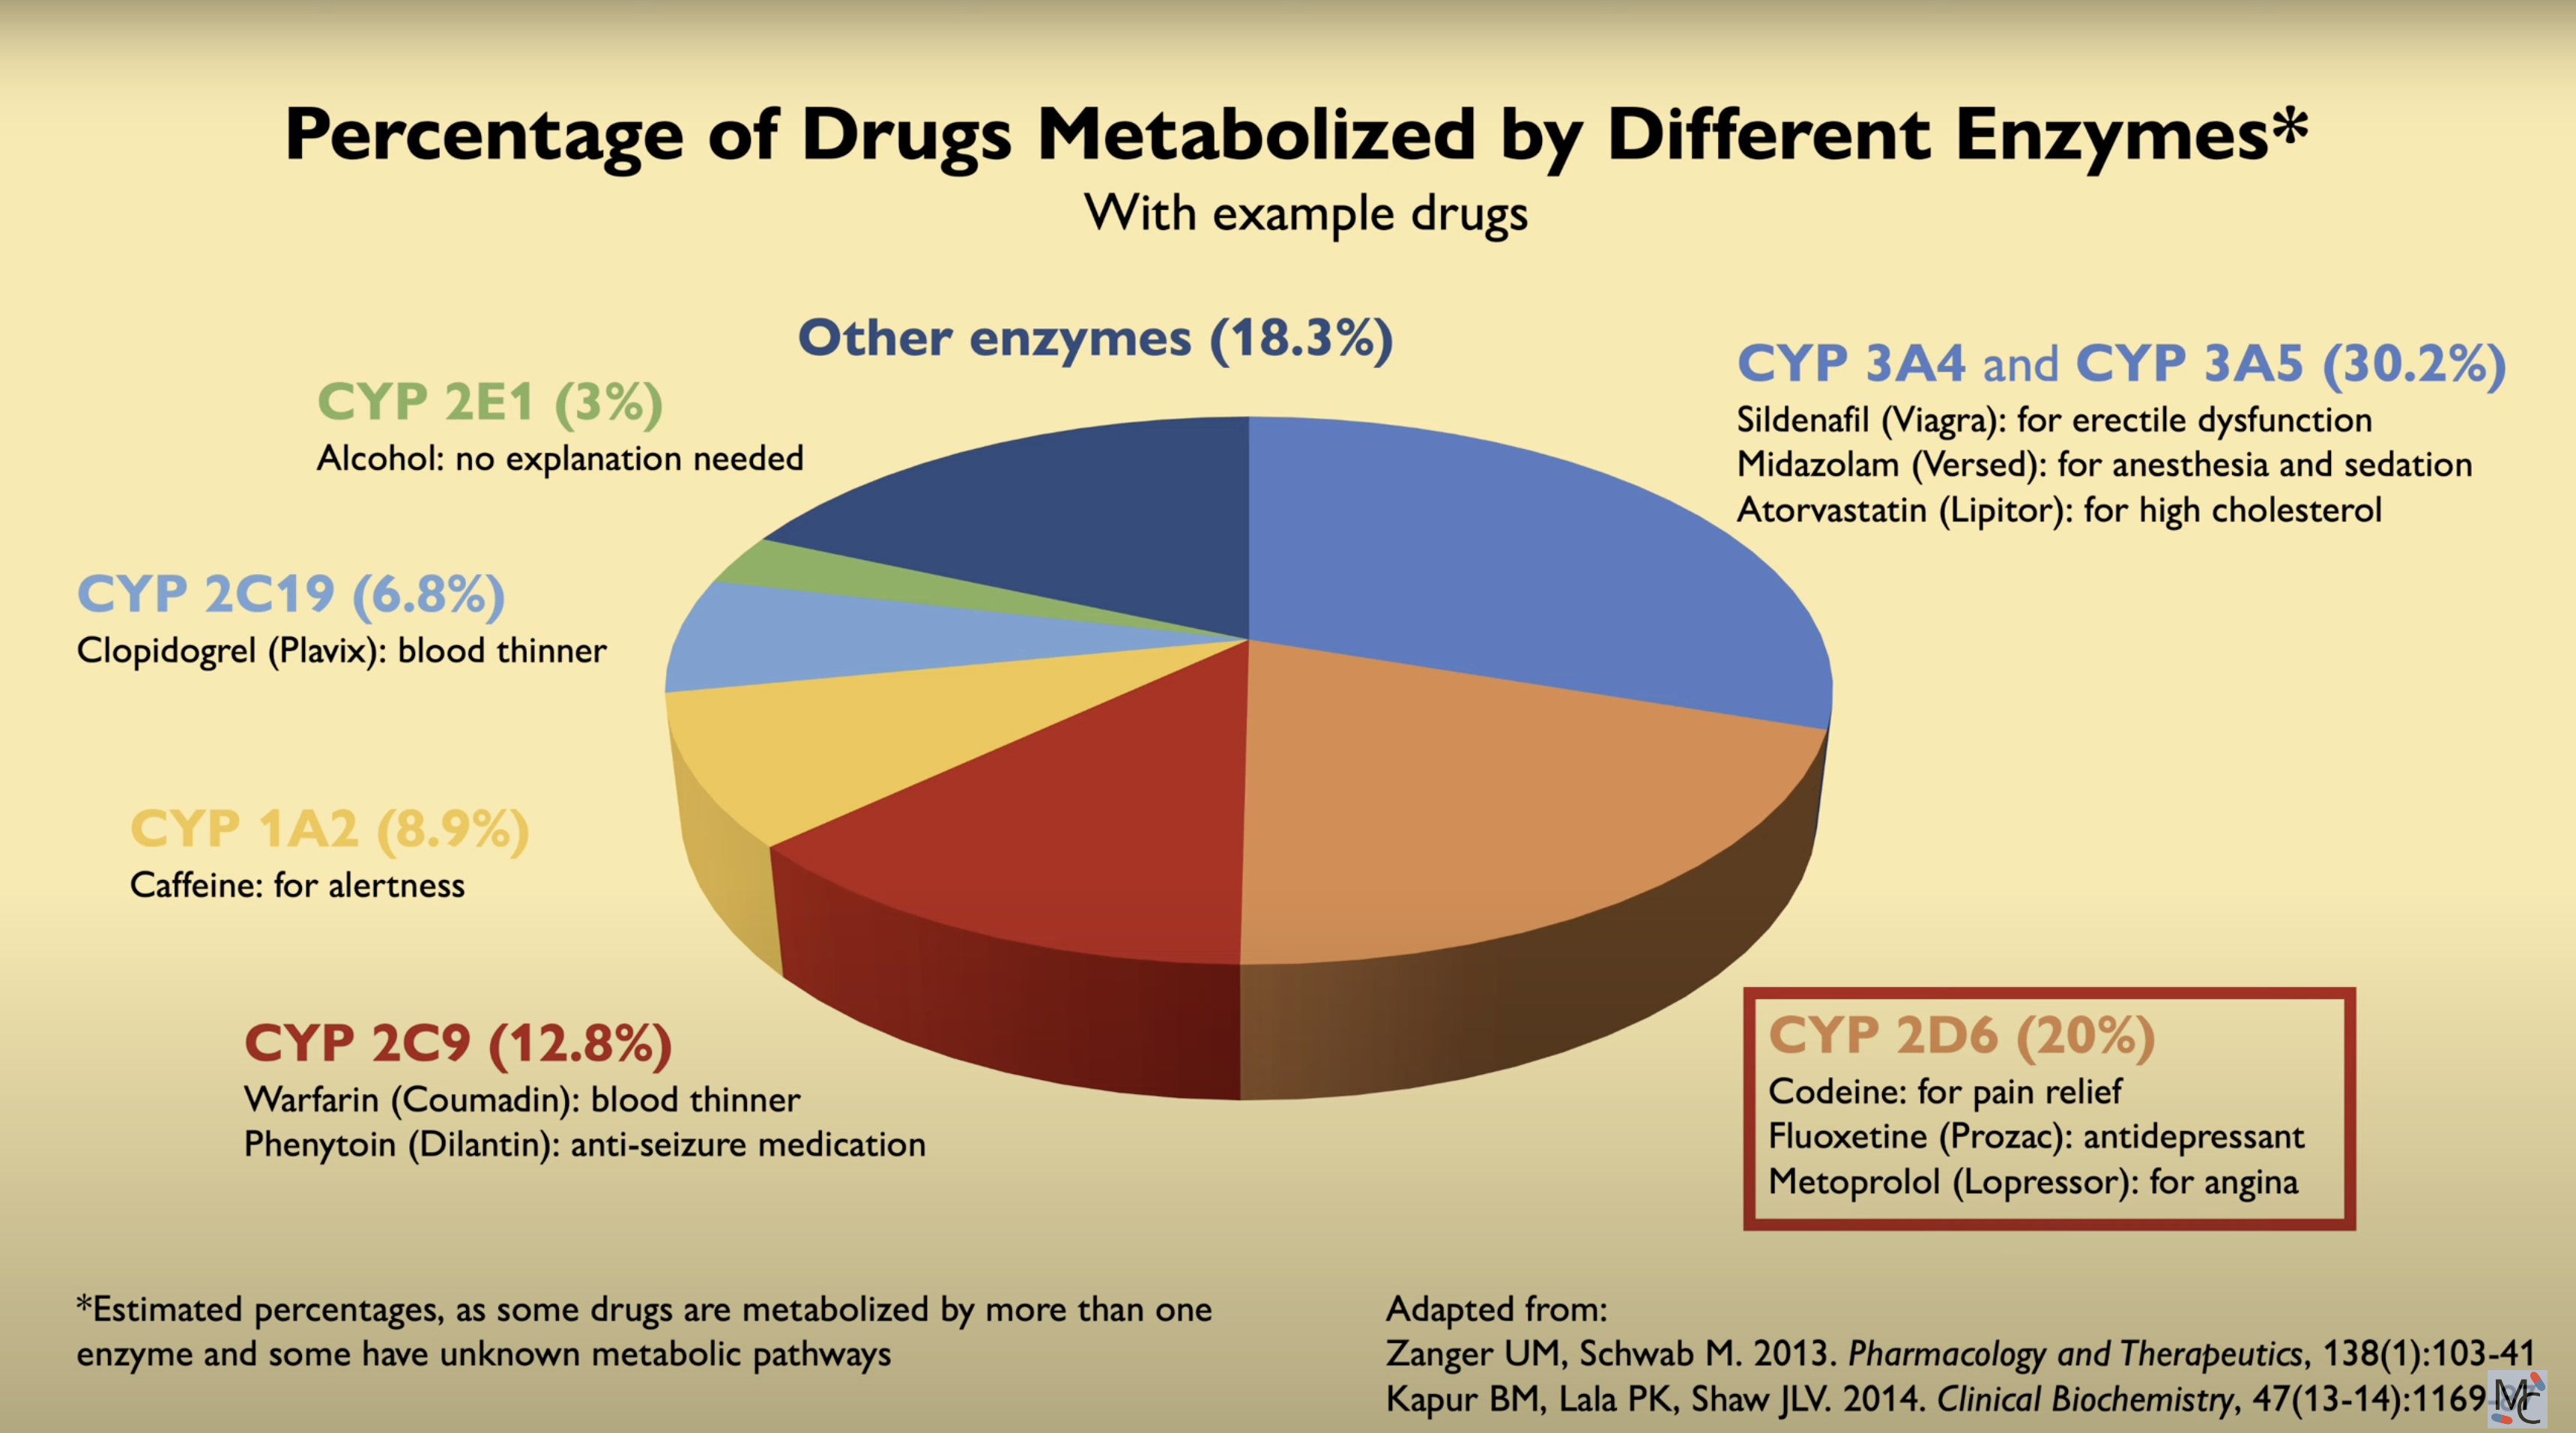 Percentage of Drugs Metabolized by Different Enzymes*
With example drugs
Other enzymes (18.3%)
CYP 3A4 and CYP 3A5 (30.2%)
Sildenafil (Viagra): for erectile dysfunction
Midazolam (Versed): for anesthesia and sedation
Atorvastatin (Lipitor): for high cholesterol
CYP 2E1 (3%)
Alcohol: no explanation needed
CYP 2C19 (6.8%)
Clopidogrel (Plavix): blood thinner
CYP 1A2 (8.9%)
Caffeine: for alertness
CYP 2C9 (12.8%)
Warfarin (Coumadin): blood thinner
Phenytoin (Dilantin): anti-seizure medication
CYP 2D6 (20%)
Codeine: for pain relief
Fluoxetine (Prozac): antidepressant
Metoprolol (Lopressor): for angina
*Estimated percentages, as some drugs are metabolized by more than one
enzyme and some have unknown metabolic pathways
Adapted from:
Zanger UM, Schwab M. 2013. Pharmacology and Therapeutics, 138(1):103-41
Kapur BM, Lala PK, Shaw JLV. 2014. Clinical Biochemistry, 47(13-14):1169
MC